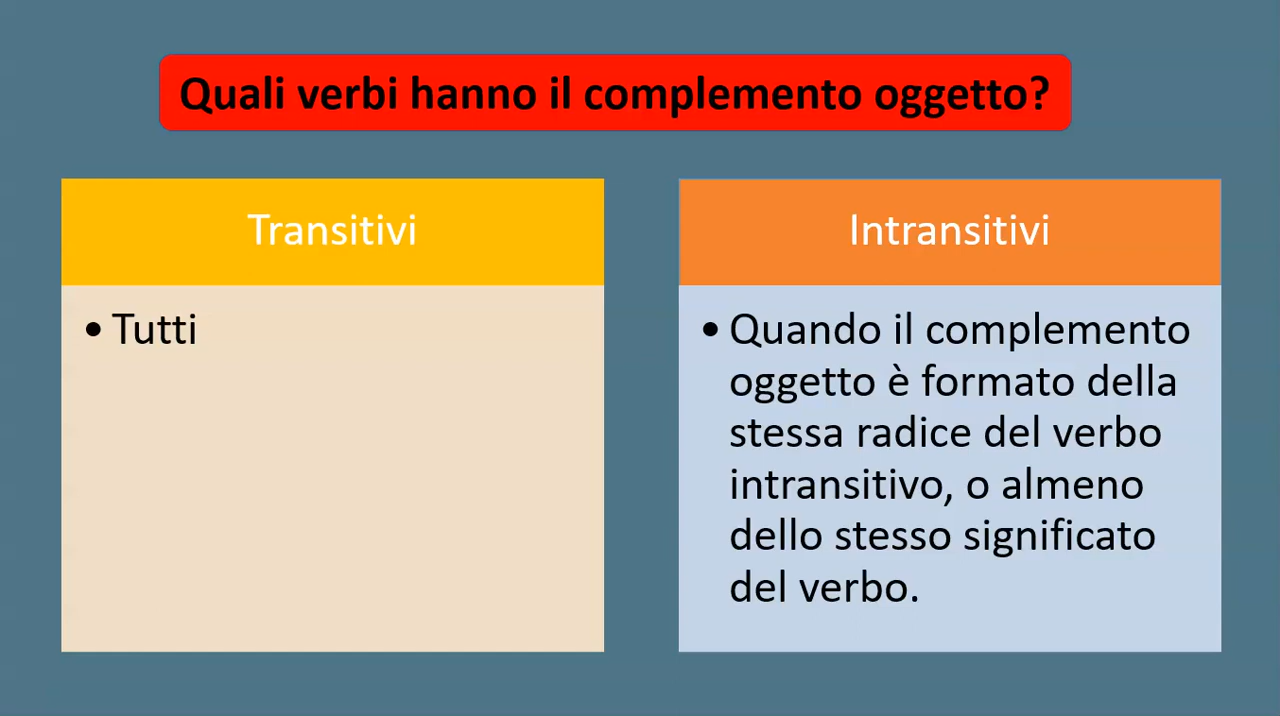 Quali verbi hanno il complemento oggetto?
Transitivi
• Tutti
Intransitivi
• Quando il complemento
oggetto è formato della
stessa radice del verbo
intransitivo, o almeno
dello stesso significato
del verbo.